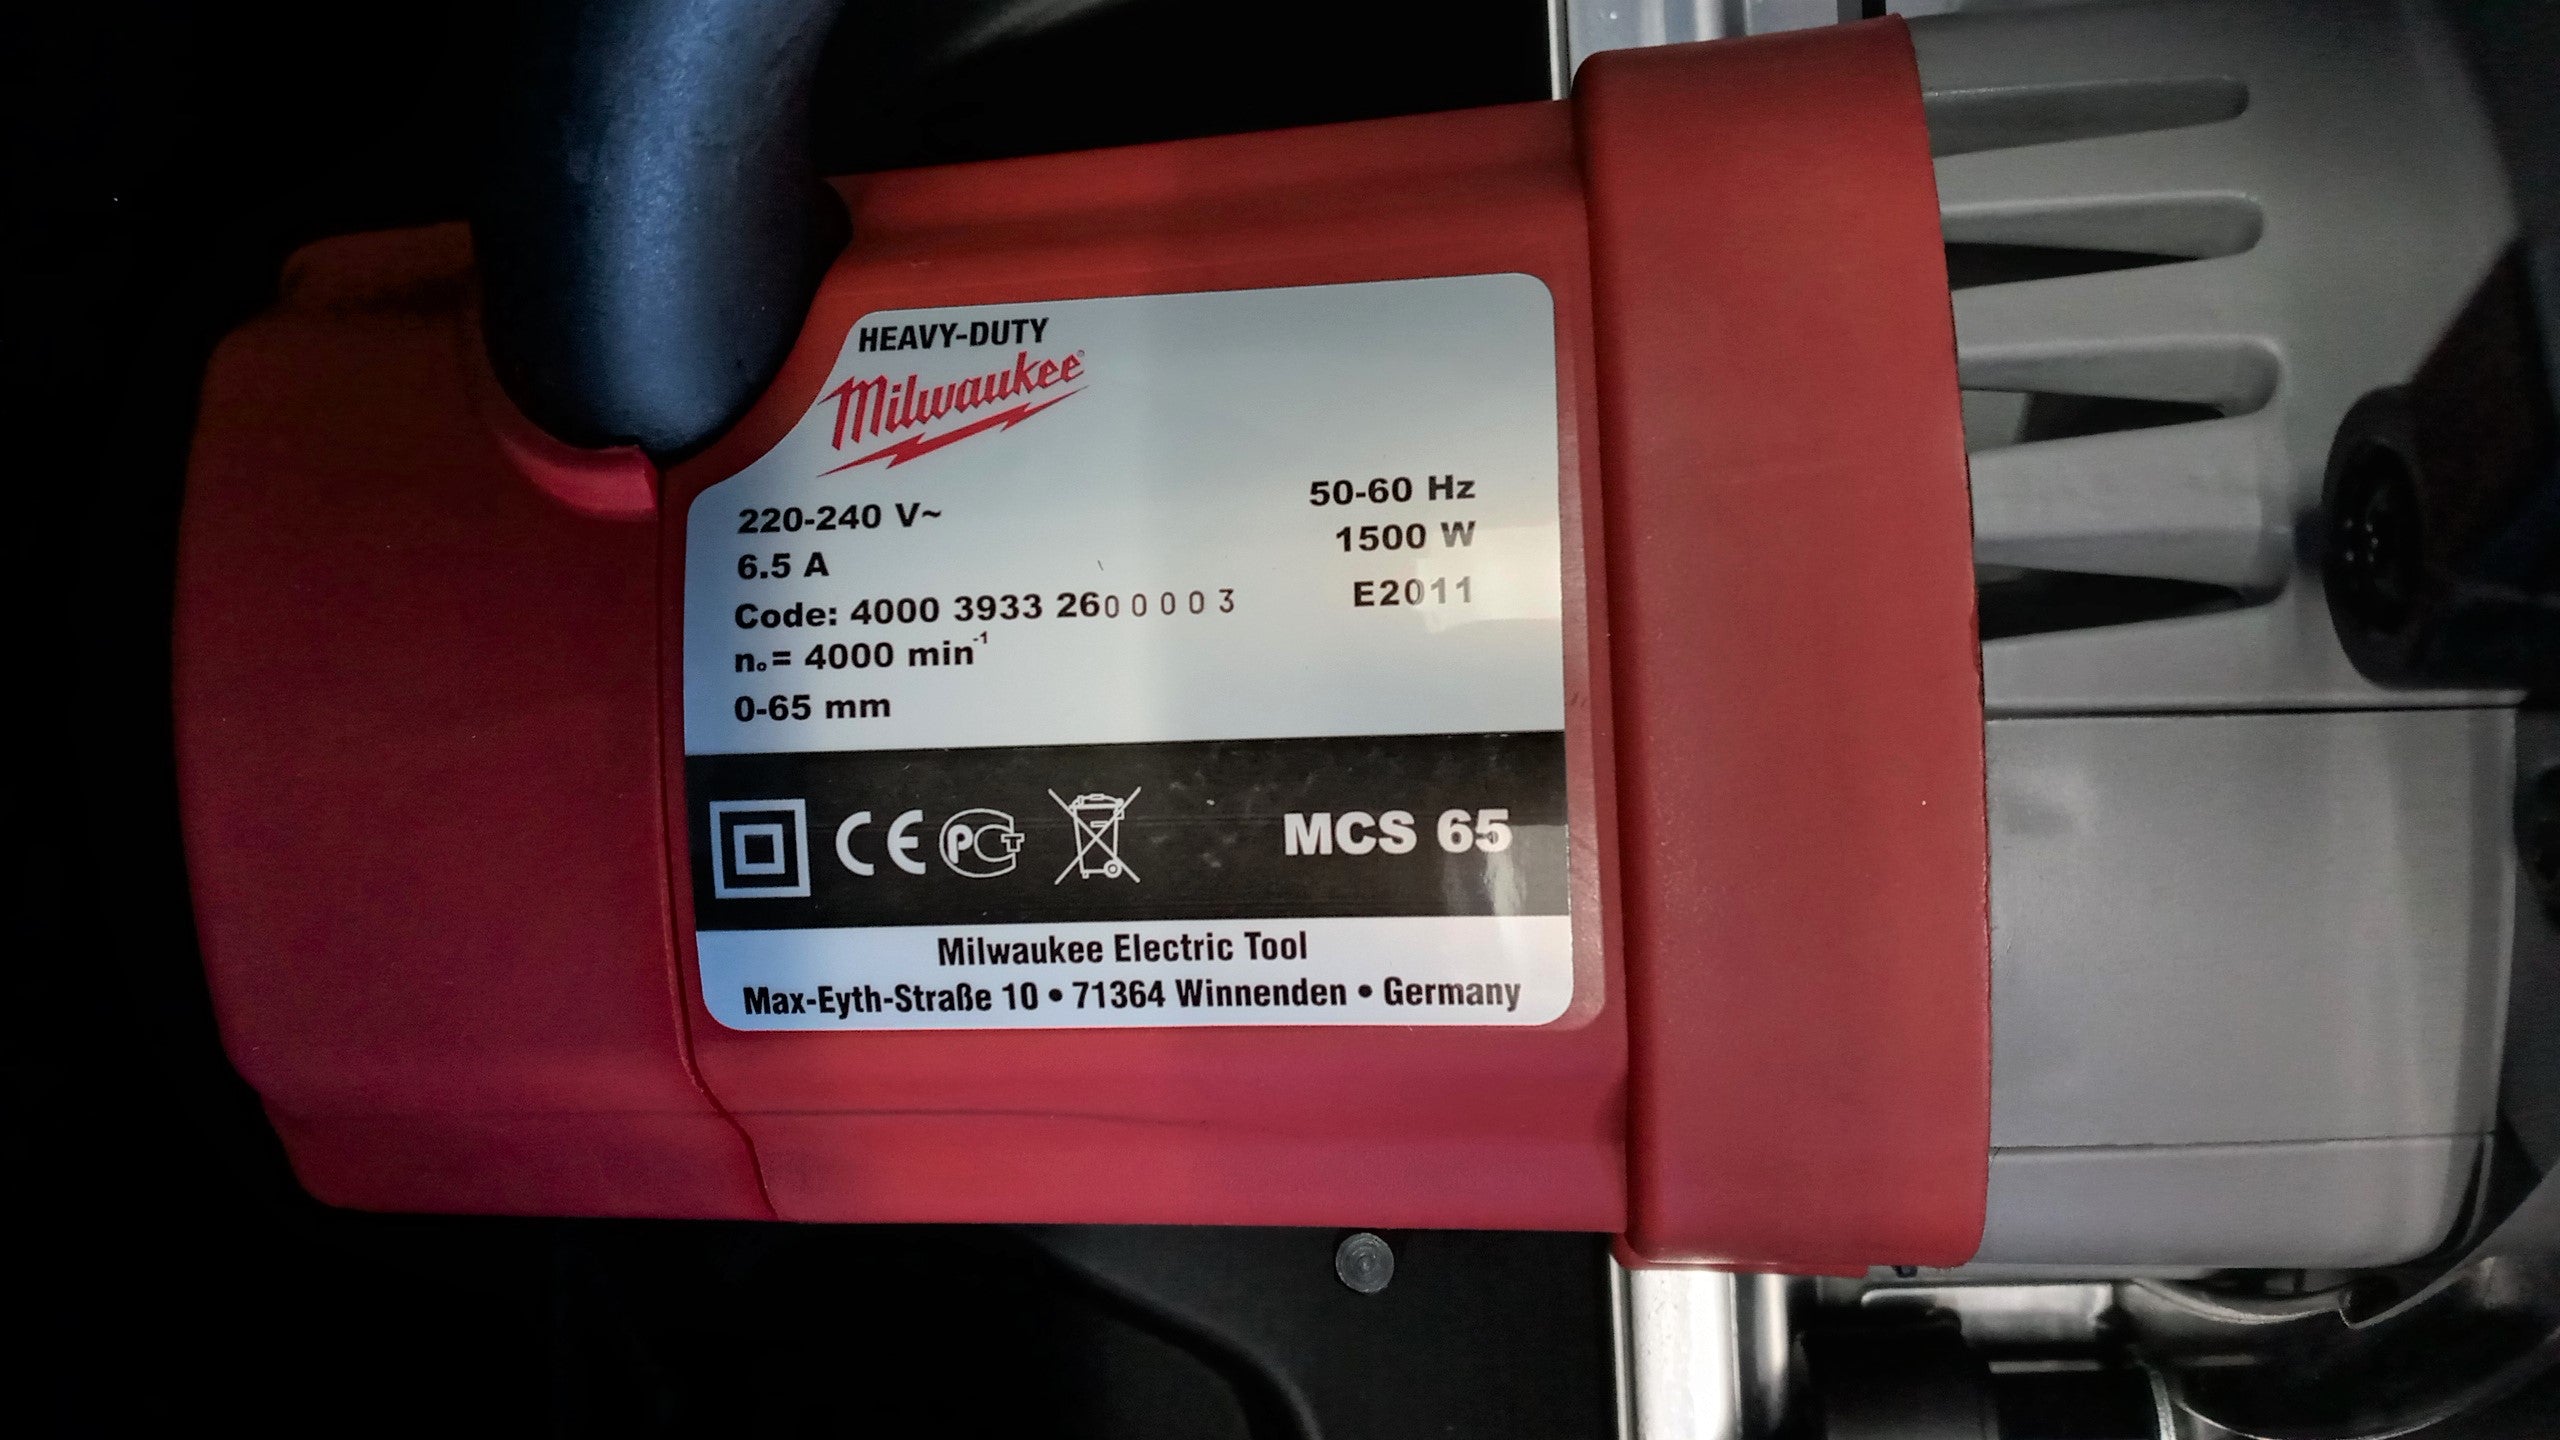 HEAVY-DUTY
Milwaukee®
220-240 V~ 50-60 Hz
6.5 A 1500 W
Code: 4000 3933 2600003 E2011
n₀= 4000 min⁻¹
0-65 mm
CE PCT MCS 65
Milwaukee Electric Tool
Max-Eyth-Straße 10 • 71364 Winnenden • Germany